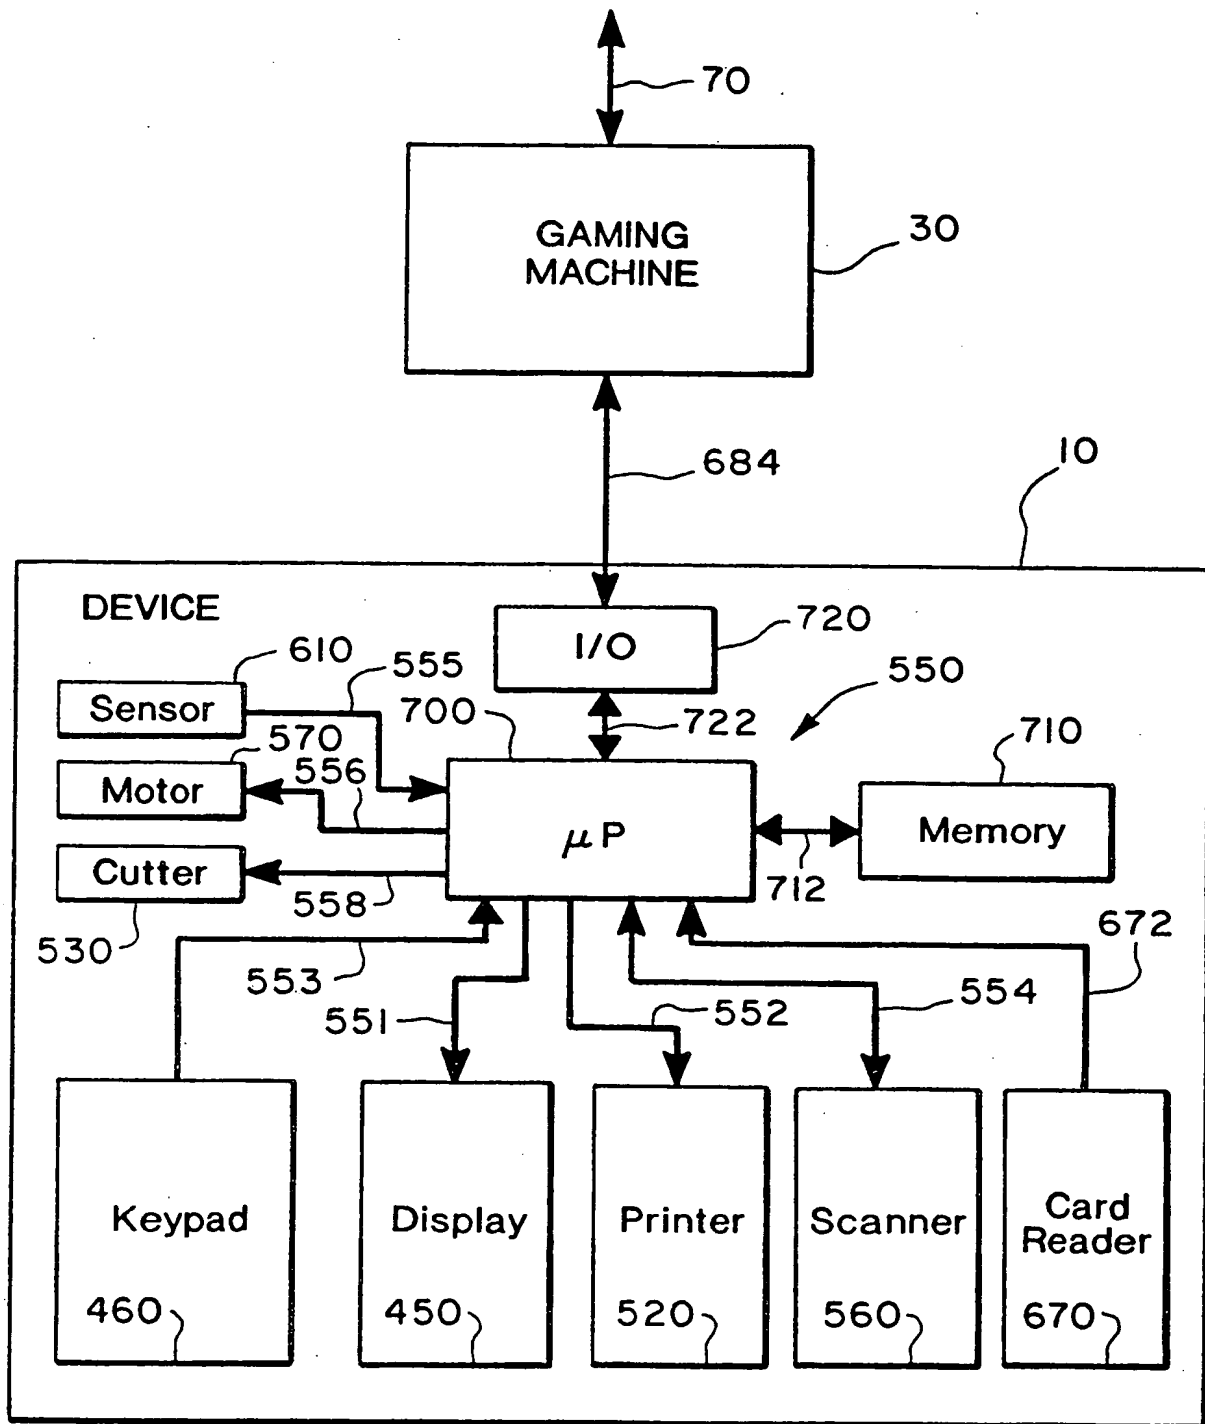 70
GAMING
MACHINE
30
684
10
DEVICE
I/O
720
610
555
550
Sensor
700
722
710
570
556
Motor
μP
Memory
712
Cutter
558
530
553
672
551
552
554
Keypad
Display
Printer
Scanner
Card
Reader
460
450
520
560
670